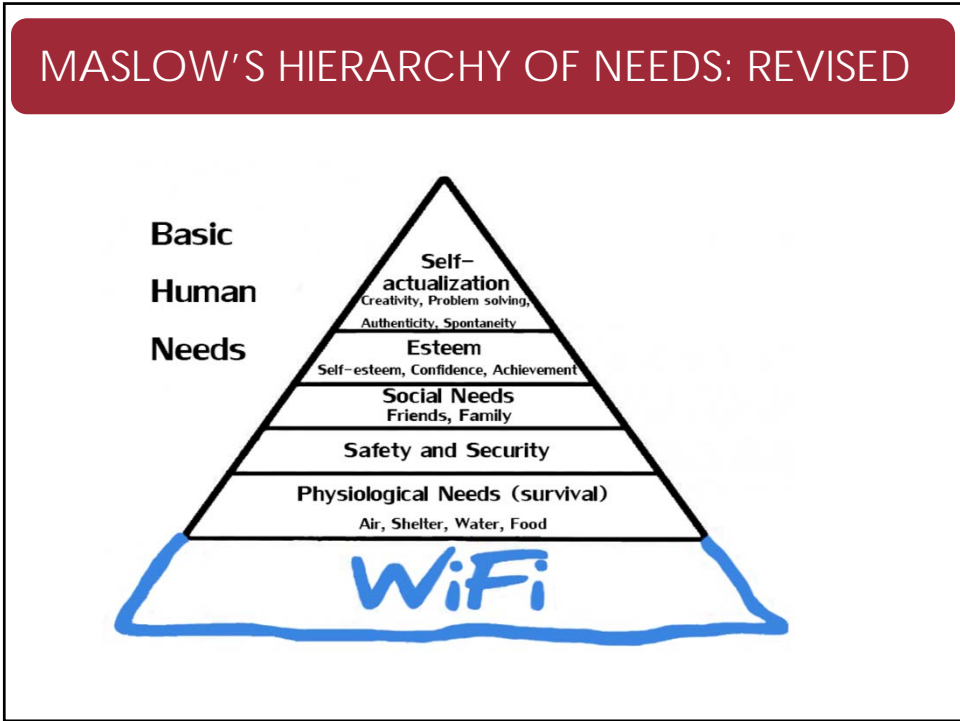 MASLOW'S HIERARCHY OF NEEDS: REVISED
Basic
Human
Needs
Self-
actualization
Creativity, Problem solving,
Authenticity, Spontaneity
Esteem
Self-esteem, Confidence, Achievement
Social Needs
Friends, Family
Safety and Security
Physiological Needs (survival)
Air, Shelter, Water, Food
WiFi